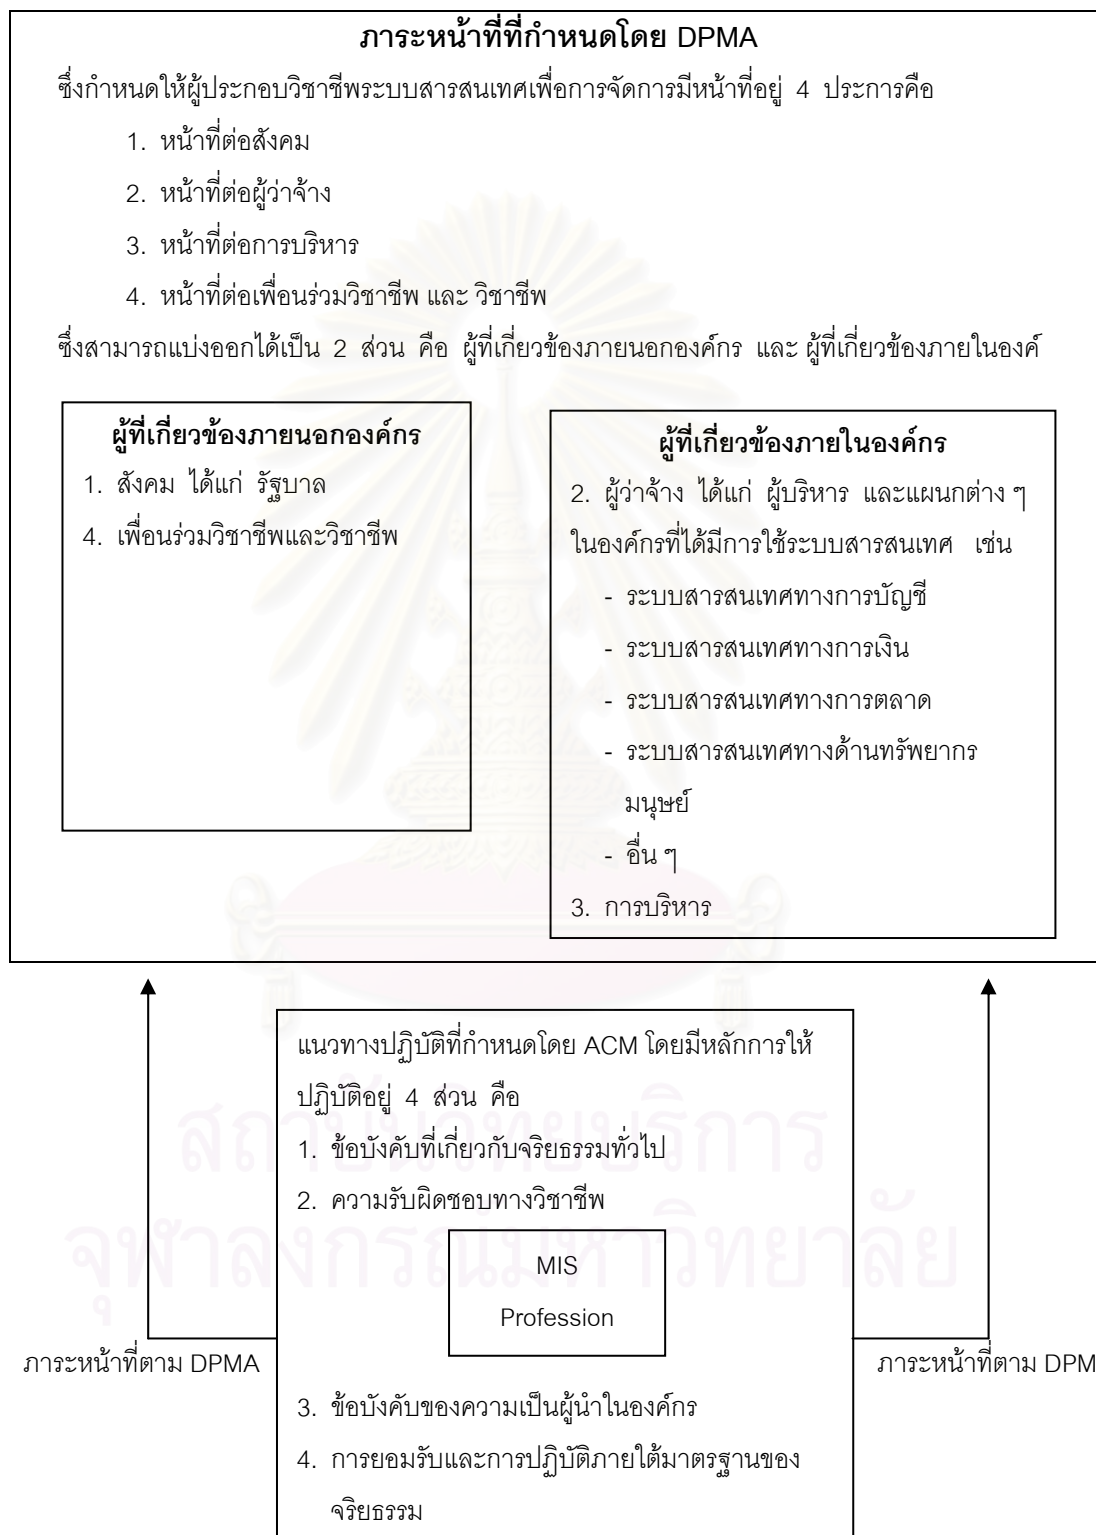 ภาระหน้าที่ที่กำหนดโดย DPMA
ซึ่งกำหนดให้ผู้ประกอบวิชาชีพระบบสารสนเทศเพื่อการจัดการมีหน้าที่อยู่ 4 ประการคือ
1. หน้าที่ต่อสังคม
2. หน้าที่ต่อผู้ว่าจ้าง
3. หน้าที่ต่อการบริหาร
4. หน้าที่ต่อเพื่อนร่วมวิชาชีพ และ วิชาชีพ
ซึ่งสามารถแบ่งออกได้เป็น 2 ส่วน คือ ผู้ที่เกี่ยวข้องภายนอกองค์กร และ ผู้ที่เกี่ยวข้องภายในองค์
ผู้ที่เกี่ยวข้องภายนอกองค์กร
1. สังคม ได้แก่ รัฐบาล
4. เพื่อนร่วมวิชาชีพและวิชาชีพ
ผู้ที่เกี่ยวข้องภายในองค์กร
2. ผู้ว่าจ้าง ได้แก่ ผู้บริหาร และแผนกต่าง ๆ
ในองค์กรที่ได้มีการใช้ระบบสารสนเทศ เช่น
- ระบบสารสนเทศทางการบัญชี
- ระบบสารสนเทศทางการเงิน
- ระบบสารสนเทศทางการตลาด
- ระบบสารสนเทศทางด้านทรัพยากร
มนุษย์
- อื่น ๆ
3. การบริหาร
แนวทางปฏิบัติที่กำหนดโดย ACM โดยมีหลักการให้
ปฏิบัติอยู่ 4 ส่วน คือ
1. ข้อบังคับที่เกี่ยวกับจริยธรรมทั่วไป
2. ความรับผิดชอบทางวิชาชีพ
MIS
Profession
ภาระหน้าที่ตาม DPMA
ภาระหน้าที่ตาม DPM
3. ข้อบังคับของความเป็นผู้นำในองค์กร
4. การยอมรับและการปฏิบัติภายใต้มาตรฐานของ
จริยธรรม
สถาบันวิทยบริการ
จุฬาลงกรณ์มหาวิทยาลัย